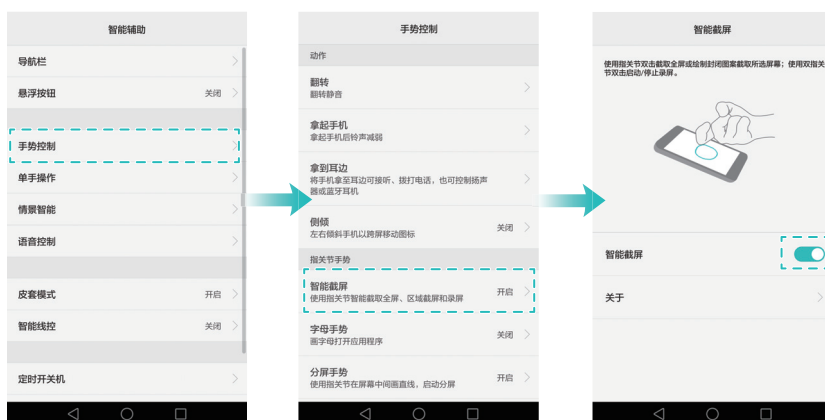 智能辅助
导航栏
悬浮按钮 关闭
手势控制
单手操作
情景智能
语音控制
皮套模式 开启
智能线控 关闭
定时开关机
手势控制
动作
翻转
翻转静音
拿起手机
拿起手机后铃声减弱
拿到耳边
将手机拿至耳边可接听、拨打电话，也可控制扬声
器或蓝牙耳机
侧倾
左右倾斜手机以跨屏移动图标 关闭
指关节手势
智能截屏
使用指关节智能截取全屏、区域截屏和录屏 开启
字母手势
画字母打开应用程序 关闭
分屏手势
使用指关节在屏幕中间画直线，启动分屏 开启
智能截屏
使用指关节双击截取全屏或绘制封闭图案截取所选屏幕；使用双指关
节双击启动/停止录屏。
智能截屏
关于